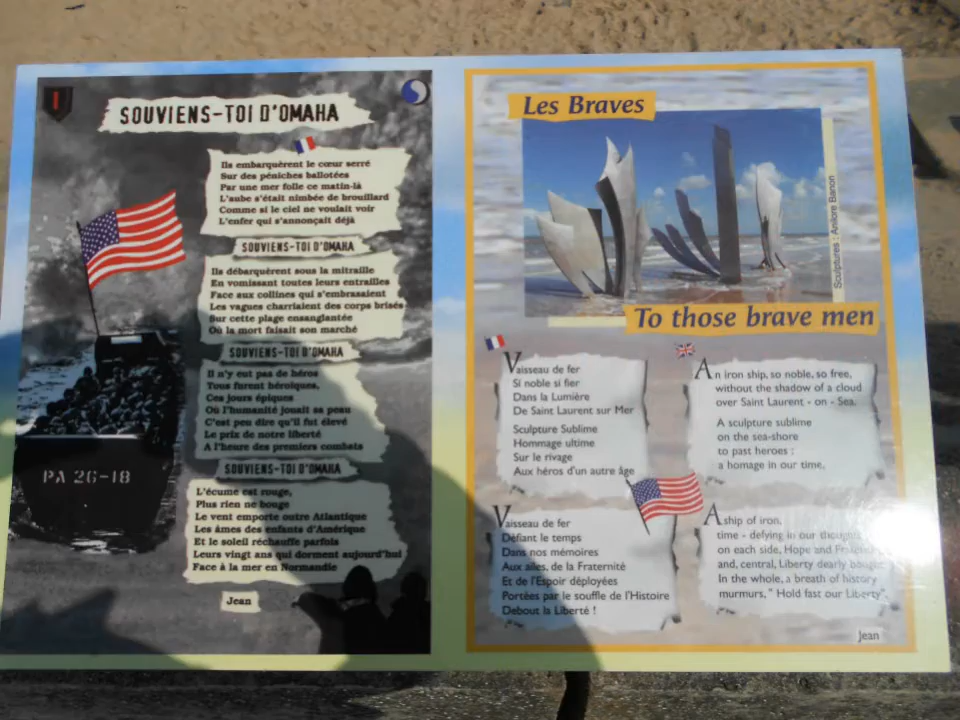 SOUVIENS-TOI D'OMAHA
Ils embarquèrent le cœur serré
Sur des péniches ballotées
Par une mer folle ce matin-là
L'aube s'était nimbée de brouillard
Comme si le ciel ne voulait voir
L'enfer qui s'annonçait déjà
SOUVIENS-TOI D'OMAHA
Ils débarquèrent sous la mitraille
En vomissant toutes leurs entrailles
Face aux collines qui s'embrasaient
Les vagues charriaient des corps brisés
Sur cette plage ensanglantée
Où la mort faisait son marché
SOUVIENS-TOI D'OMAHA
Il n'y eut pas de héros
Tous furent héroïques,
Ces jours épiques
Où l'humanité jouait sa peau
C'est peu dire qu'il fut élevé
Le prix de notre liberté
A l'heure des premiers combats
SOUVIENS-TOI D'OMAHA
L'écume est rouge,
Plus rien ne bouge
Le vent emporte outre Atlantique
Les âmes des enfants d'Amérique
Et le soleil réchauffe parfois
Leurs vingt ans qui dorment aujourd'hui
Face à la mer en Normandie
Jean
PA 26-18
Les Braves
Sculptures : Anilore Banon
To those brave men
Vaisseau de fer
Si noble si fier
Dans la Lumière
De Saint Laurent sur Mer
Sculpture Sublime
Hommage ultime
Sur le rivage
Aux héros d'un autre âge
Vaisseau de fer
Défiant le temps
Dans nos mémoires
Aux ailes, de la Fraternité
Et de l'Espoir déployées
Portées par le souffle de l'Histoire
Debout la Liberté !
An iron ship, so noble, so free,
without the shadow of a cloud
over Saint Laurent - on - Sea.
A sculpture sublime
on the sea-shore
to past heroes :
a homage in our time.
A ship of iron,
time - defying in our thoughts
on each side, Hope and
and, central, Liberty dearly bought
In the whole, a breath of history
murmurs, " Hold fast our Liberty".
Jean